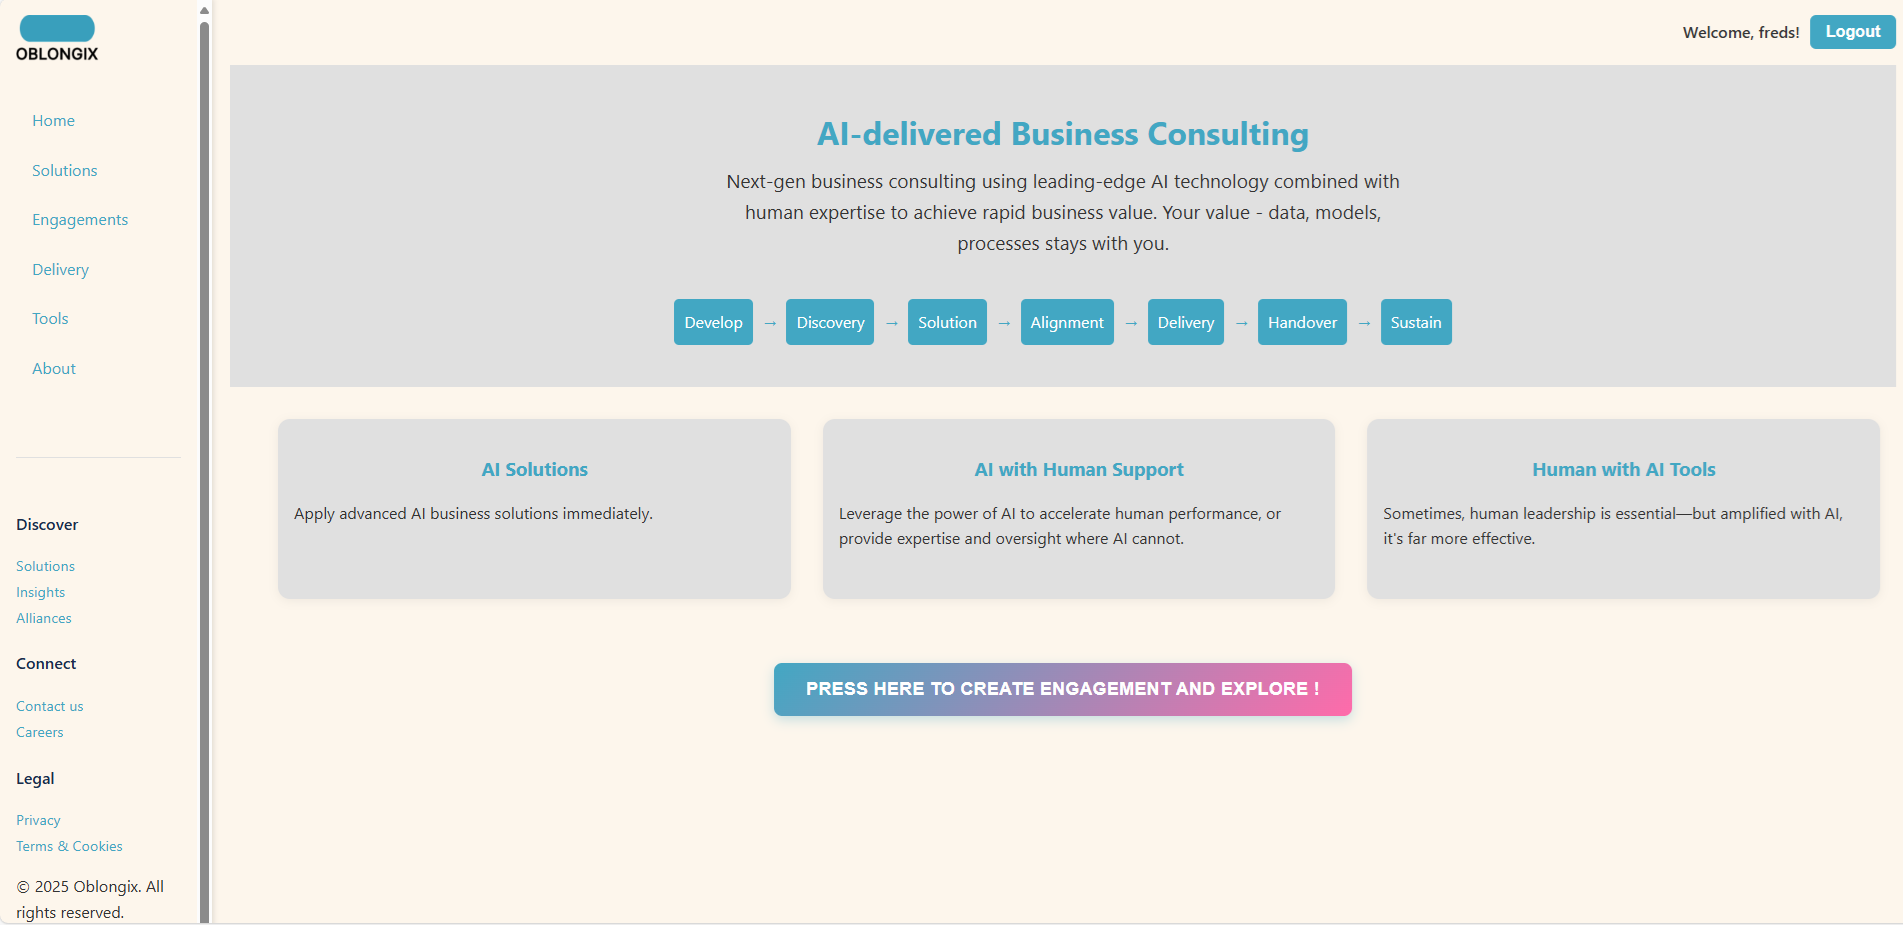 OBLONGIX
Home
Solutions
Engagements
Delivery
Tools
About
Discover
Solutions
Insights
Alliances
Connect
Contact us
Careers
Legal
Privacy
Terms & Cookies
© 2025 Oblongix. All
rights reserved.
Welcome, freds!
Logout
AI-delivered Business Consulting
Next-gen business consulting using leading-edge AI technology combined with
human expertise to achieve rapid business value. Your value - data, models,
processes stays with you.
Develop → Discovery → Solution → Alignment → Delivery → Handover → Sustain
AI Solutions
Apply advanced AI business solutions immediately.
AI with Human Support
Leverage the power of AI to accelerate human performance, or
provide expertise and oversight where AI cannot.
Human with AI Tools
Sometimes, human leadership is essential—but amplified with AI,
it's far more effective.
PRESS HERE TO CREATE ENGAGEMENT AND EXPLORE !